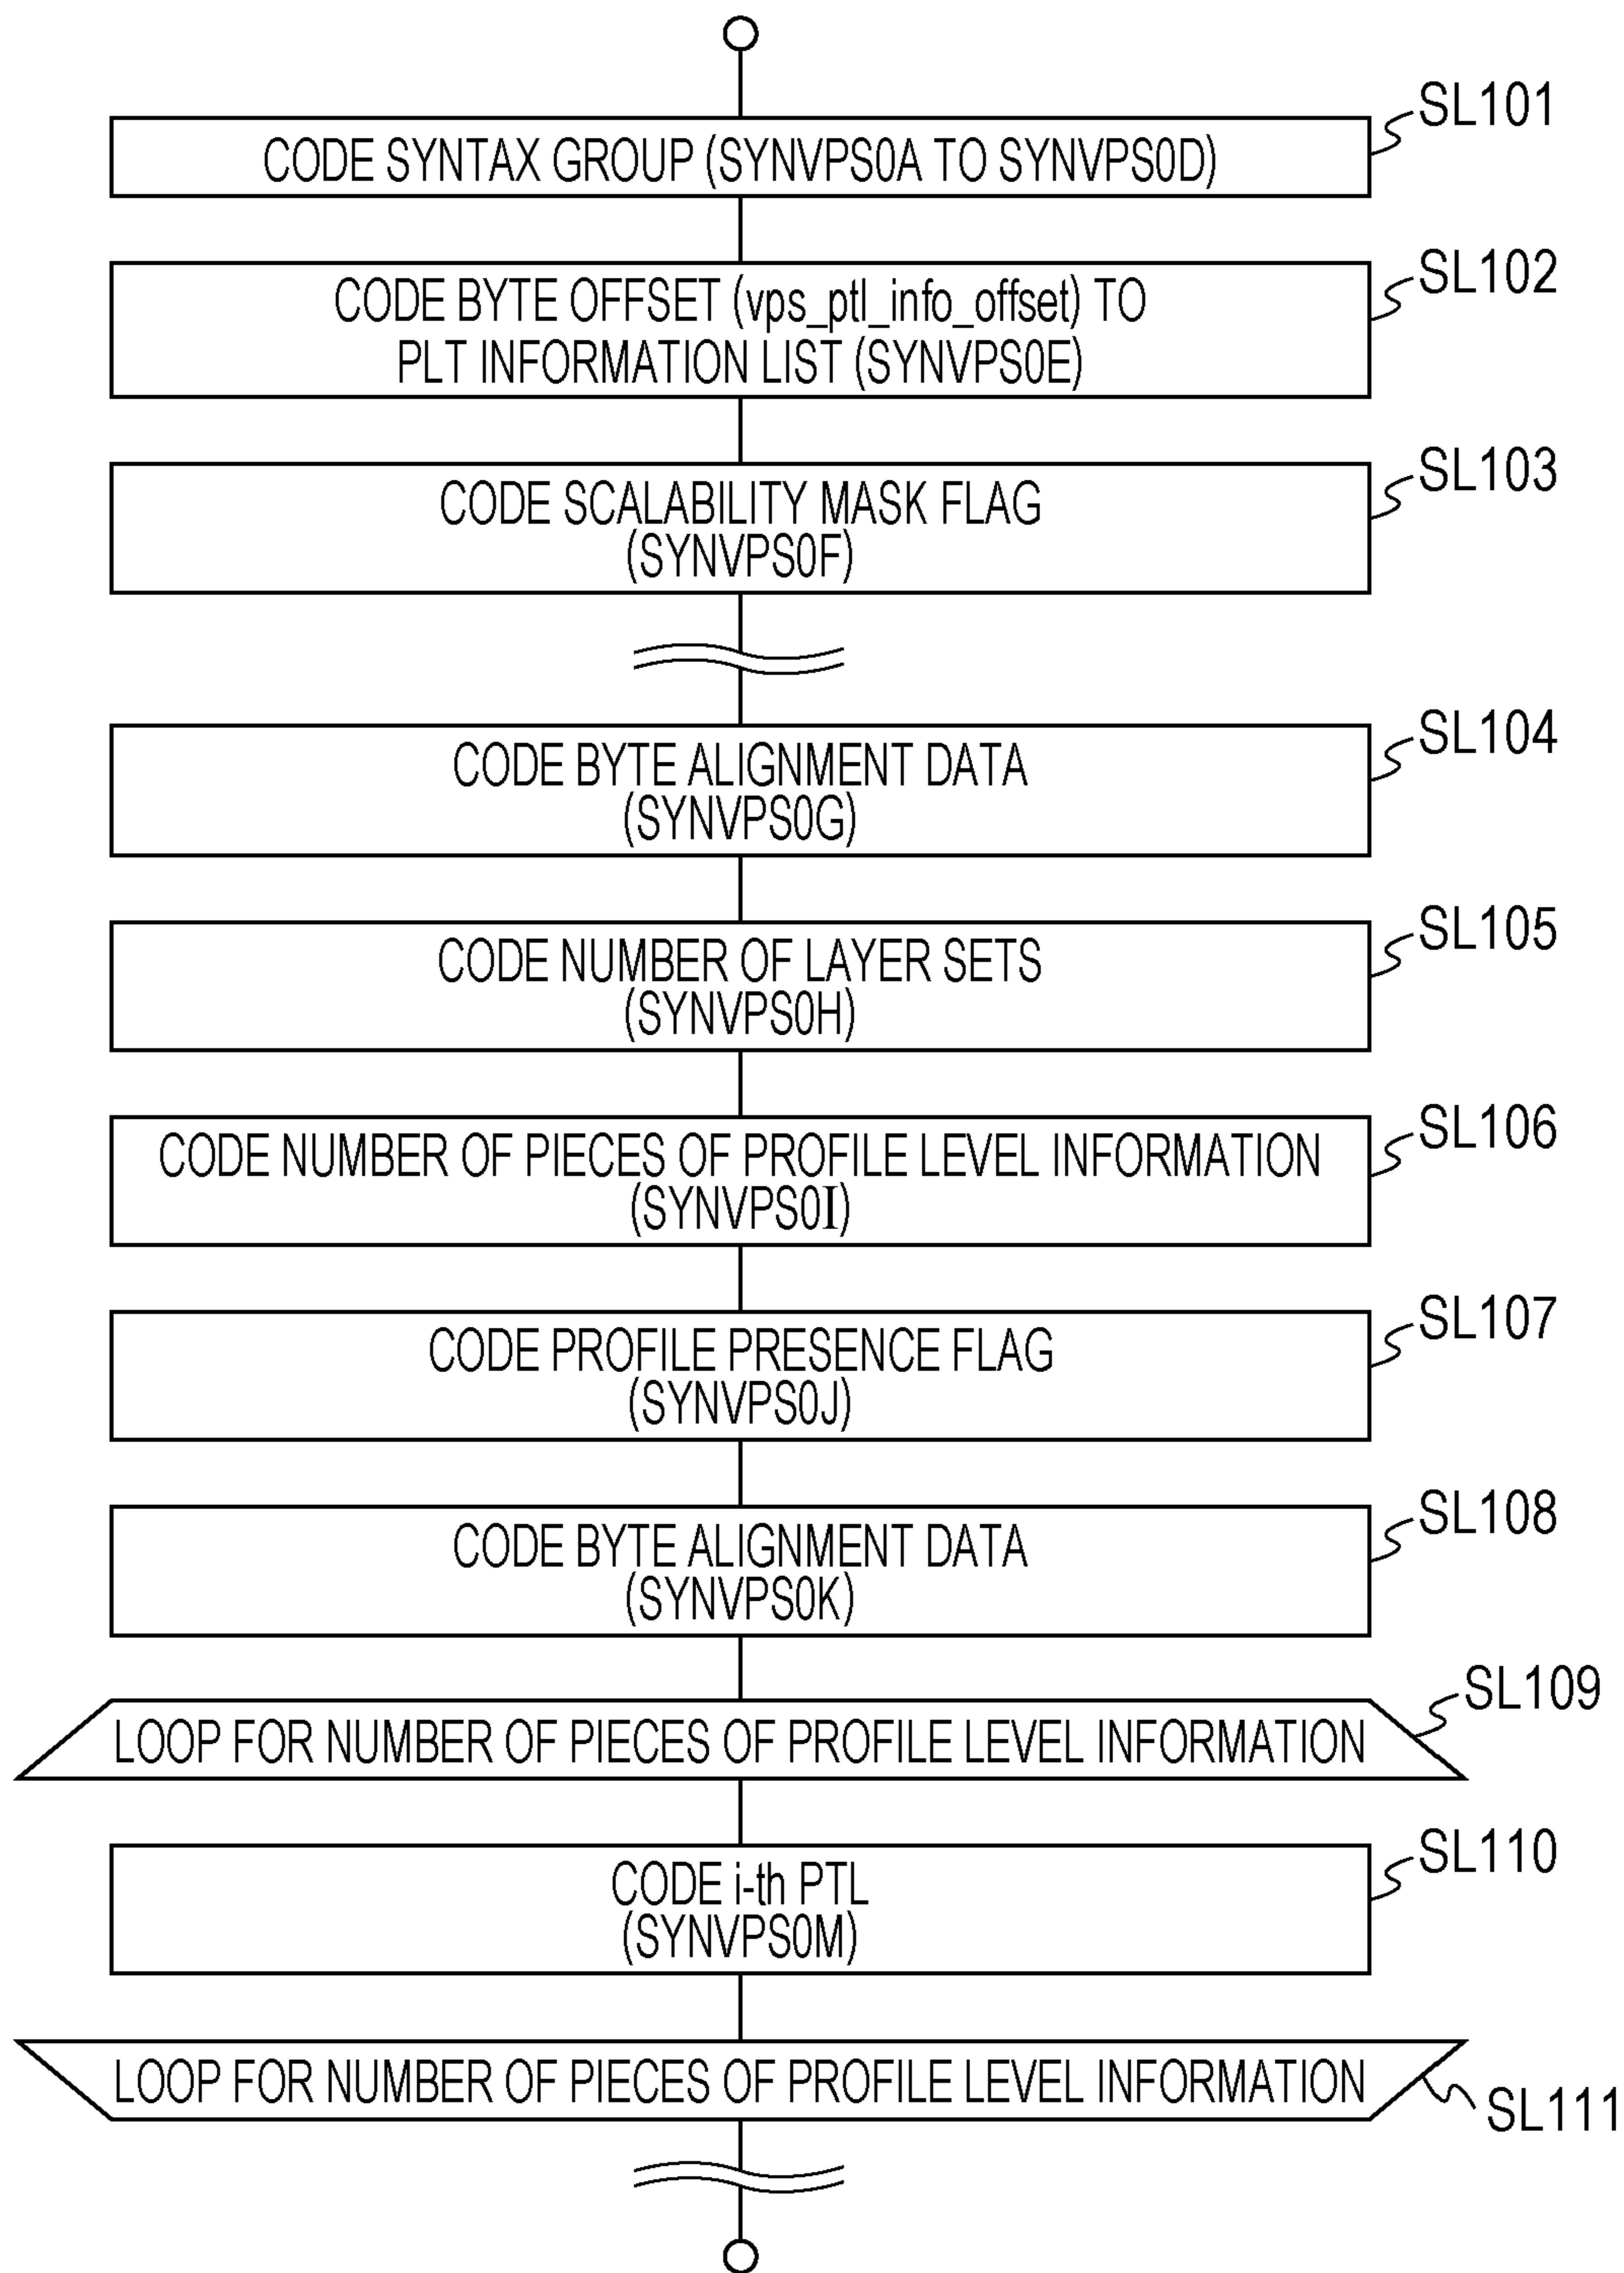 SL101
CODE SYNTAX GROUP (SYNVPS0A TO SYNVPS0D)
SL102
CODE BYTE OFFSET (vps_ptl_info_offset) TO
PLT INFORMATION LIST (SYNVPS0E)
SL103
CODE SCALABILITY MASK FLAG
(SYNVPS0F)
SL104
CODE BYTE ALIGNMENT DATA
(SYNVPS0G)
SL105
CODE NUMBER OF LAYER SETS
(SYNVPS0H)
SL106
CODE NUMBER OF PIECES OF PROFILE LEVEL INFORMATION
(SYNVPS0I)
SL107
CODE PROFILE PRESENCE FLAG
(SYNVPS0J)
SL108
CODE BYTE ALIGNMENT DATA
(SYNVPS0K)
SL109
LOOP FOR NUMBER OF PIECES OF PROFILE LEVEL INFORMATION
SL110
CODE i-th PTL
(SYNVPS0M)
LOOP FOR NUMBER OF PIECES OF PROFILE LEVEL INFORMATION
SL111